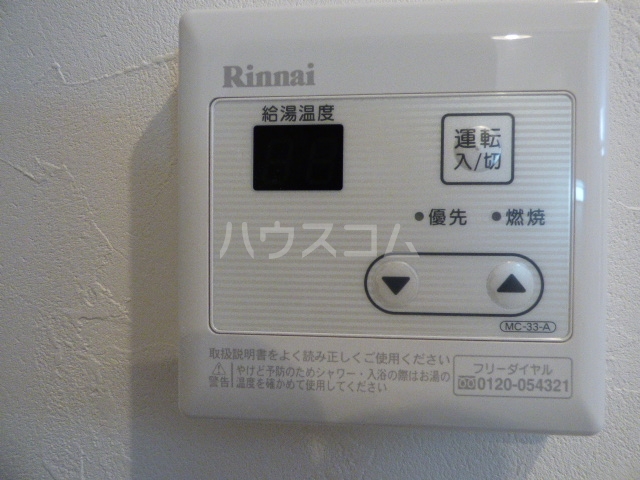 Rinnai
給湯温度
運転
入/切
優先
燃焼
ハウスコム
MC-33-A
取扱説明書をよく読み正しくご使用ください
警告
やけど予防のためシャワー・入浴の際はお湯の
温度を確かめて使用してください
フリーダイヤル
0120-054321